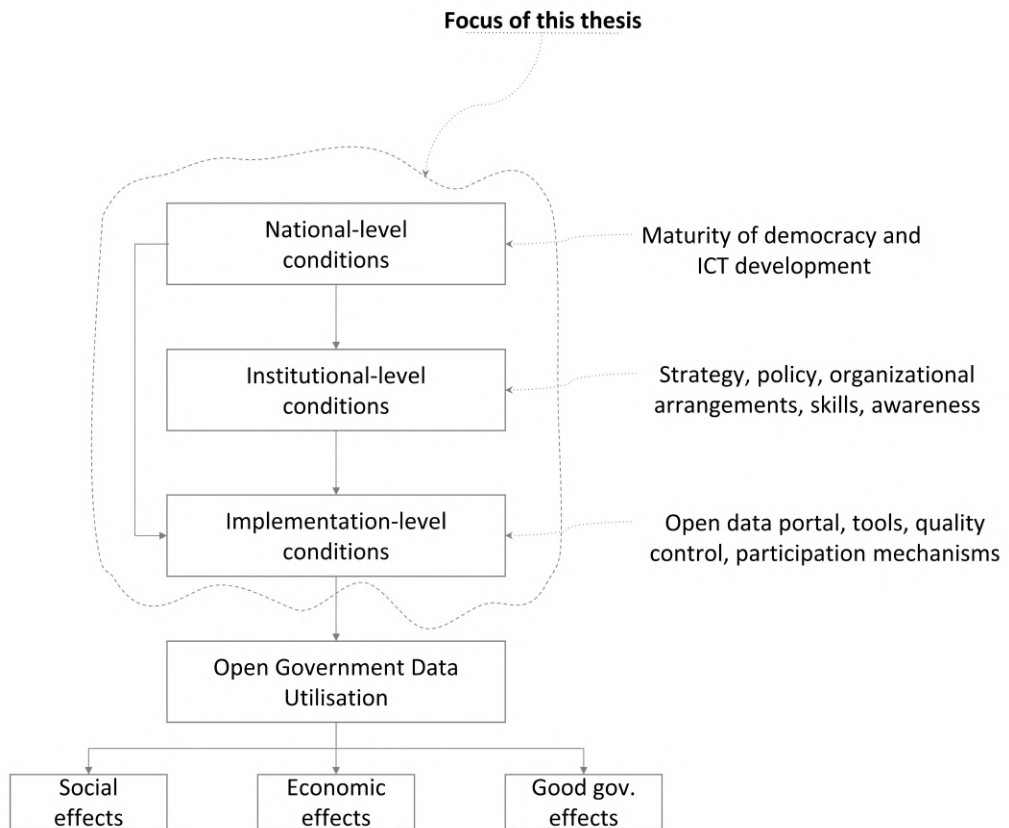 Focus of this thesis
National-level
conditions
Maturity of democracy and
ICT development
Institutional-level
conditions
Strategy, policy, organizational
arrangements, skills, awareness
Implementation-level
conditions
Open data portal, tools, quality
control, participation mechanisms
Open Government Data
Utilisation
Social
effects
Economic
effects
Good gov.
effects